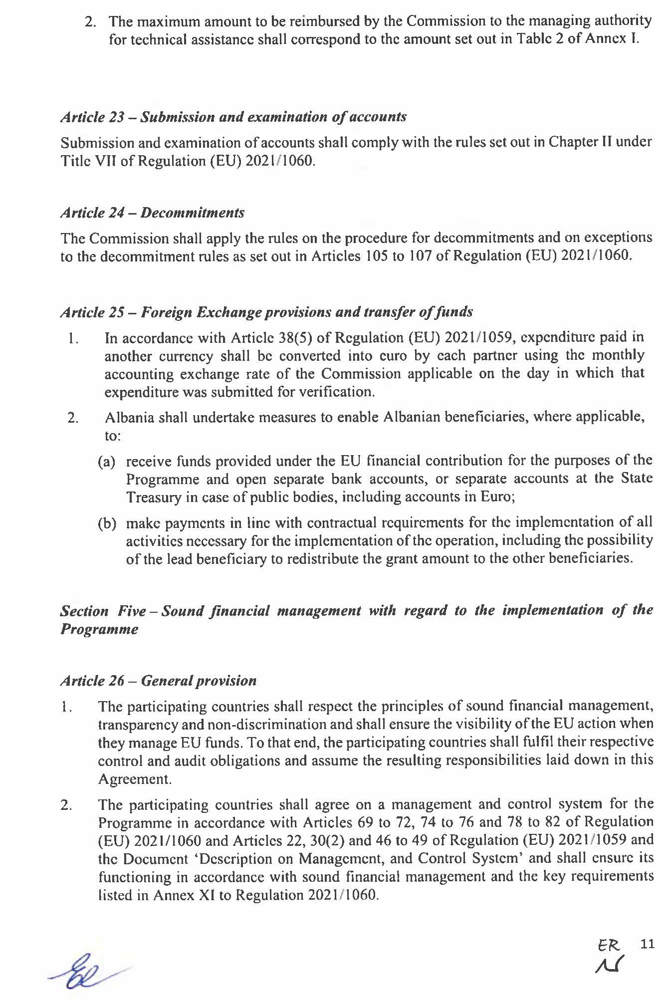 2. The maximum amount to be reimbursed by the Commission to the managing authority
for technical assistance shall correspond to the amount set out in Table 2 of Annex I.
Article 23 – Submission and examination of accounts
Submission and examination of accounts shall comply with the rules set out in Chapter II under
Title VII of Regulation (EU) 2021/1060.
Article 24 – Decommitments
The Commission shall apply the rules on the procedure for decommitments and on exceptions
to the decommitment rules as set out in Articles 105 to 107 of Regulation (EU) 2021/1060.
Article 25 – Foreign Exchange provisions and transfer of funds
1. In accordance with Article 38(5) of Regulation (EU) 2021/1059, expenditure paid in
another currency shall be converted into euro by each partner using the monthly
accounting exchange rate of the Commission applicable on the day in which that
expenditure was submitted for verification.
2. Albania shall undertake measures to enable Albanian beneficiaries, where applicable,
to:
(a) receive funds provided under the EU financial contribution for the purposes of the
Programme and open separate bank accounts, or separate accounts at the State
Treasury in case of public bodies, including accounts in Euro;
(b) make payments in line with contractual requirements for the implementation of all
activities necessary for the implementation of the operation, including the possibility
of the lead beneficiary to redistribute the grant amount to the other beneficiaries.
Section Five – Sound financial management with regard to the implementation of the
Programme
Article 26 – General provision
1. The participating countries shall respect the principles of sound financial management,
transparency and non-discrimination and shall ensure the visibility of the EU action when
they manage EU funds. To that end, the participating countries shall fulfil their respective
control and audit obligations and assume the resulting responsibilities laid down in this
Agreement.
2. The participating countries shall agree on a management and control system for the
Programme in accordance with Articles 69 to 72, 74 to 76 and 78 to 82 of Regulation
(EU) 2021/1060 and Articles 22, 30(2) and 46 to 49 of Regulation (EU) 2021/1059 and
the Document ‘Description on Management, and Control System’ and shall ensure its
functioning in accordance with sound financial management and the key requirements
listed in Annex XI to Regulation 2021/1060.
ER 11